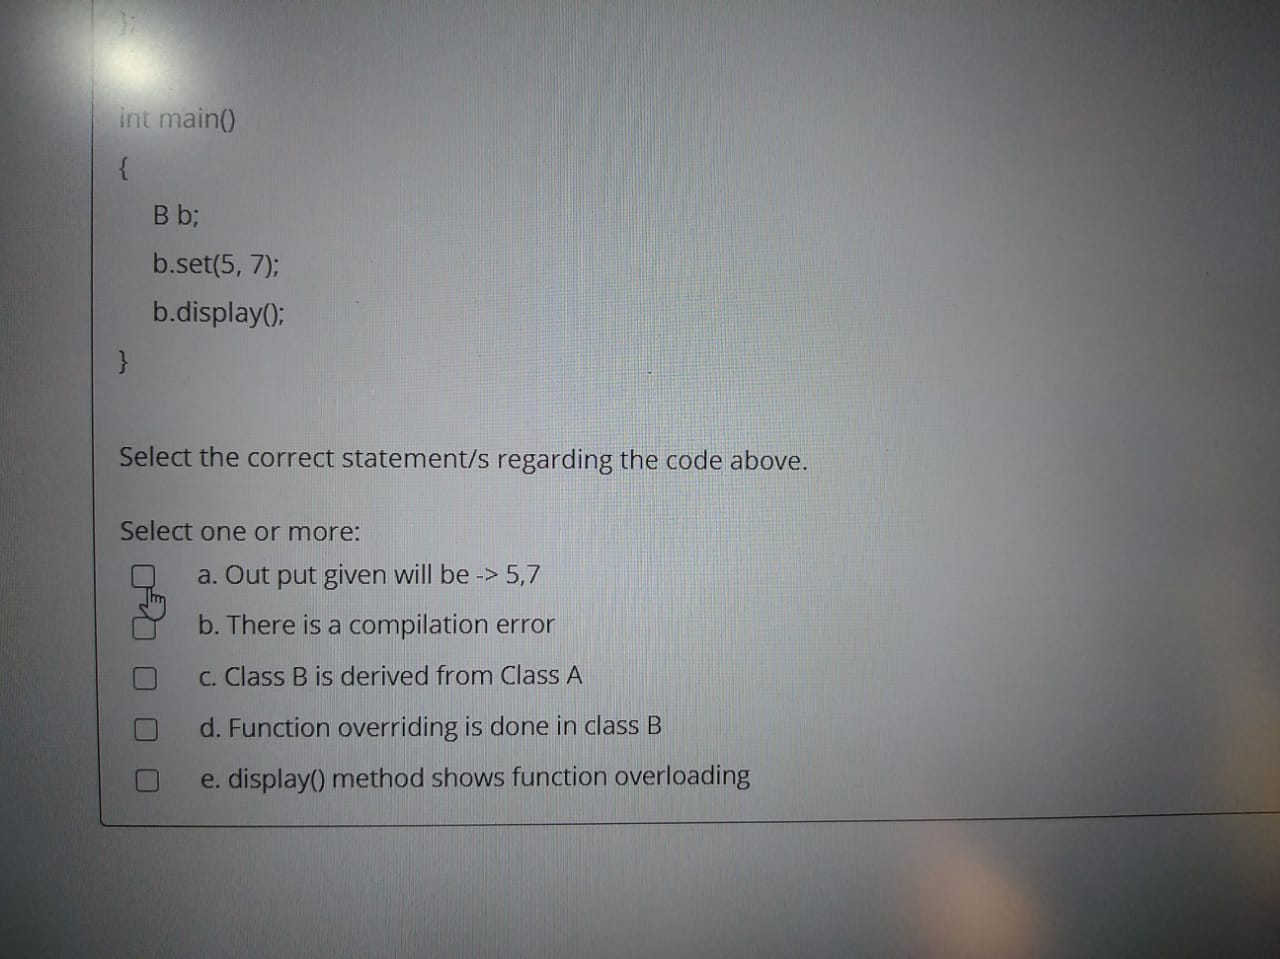 };
int main()
{
B b;
b.set(5, 7);
b.display();
}
Select the correct statement/s regarding the code above.
Select one or more:
a. Out put given will be -> 5,7
b. There is a compilation error
c. Class B is derived from Class A
d. Function overriding is done in class B
e. display() method shows function overloading